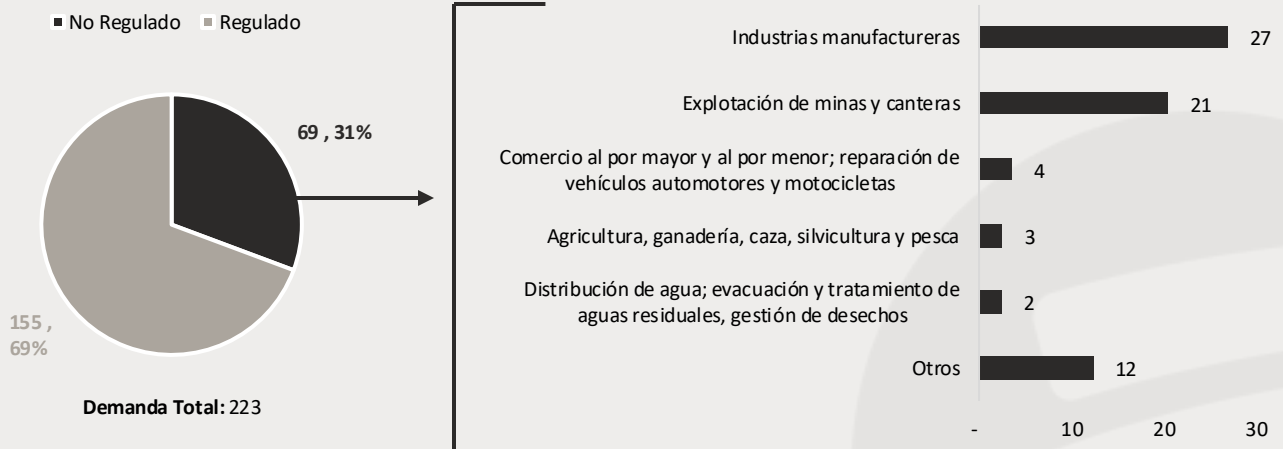 No Regulado Regulado
69 , 31%
155 ,
69%
Demanda Total: 223
Industrias manufactureras 27
Explotación de minas y canteras 21
Comercio al por mayor y al por menor; reparación de
vehículos automotores y motocicletas 4
Agricultura, ganadería, caza, silvicultura y pesca 3
Distribución de agua; evacuación y tratamiento de
aguas residuales, gestión de desechos 2
Otros 12
- 10 20 30